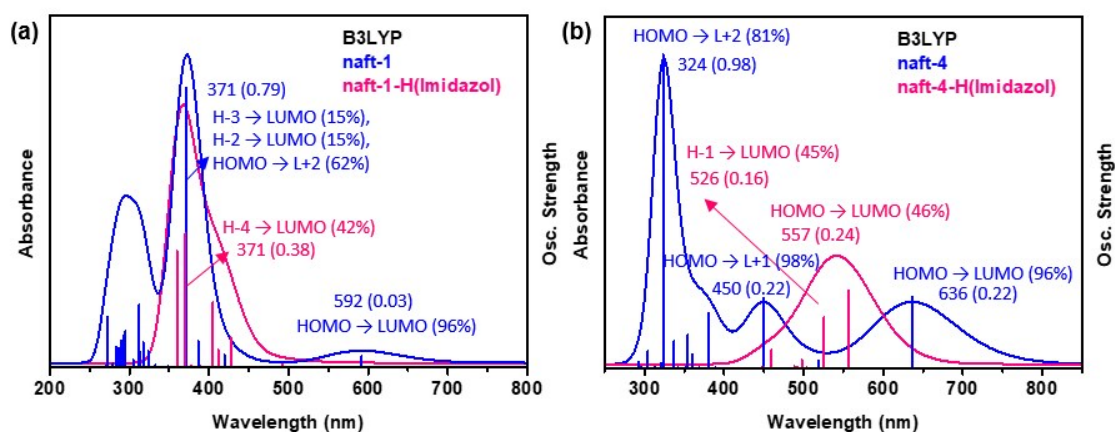 (a)
B3LYP
naft-1
naft-1-H(Imidazol)
371 (0.79)
H-3 → LUMO (15%),
H-2 → LUMO (15%),
HOMO → L+2 (62%)
H-4 → LUMO (42%)
371 (0.38)
592 (0.03)
HOMO → LUMO (96%)
Absorbance
Osc. Strength
200 300 400 500 600 700 800
Wavelength (nm)
(b)
HOMO → L+2 (81%)
324 (0.98)
B3LYP
naft-4
naft-4-H(Imidazol)
H-1 → LUMO (45%)
526 (0.16)
HOMO → LUMO (46%)
557 (0.24)
HOMO → L+1 (98%)
450 (0.22)
HOMO → LUMO (96%)
636 (0.22)
Absorbance
Osc. Strength
300 400 500 600 700 800
Wavelength (nm)